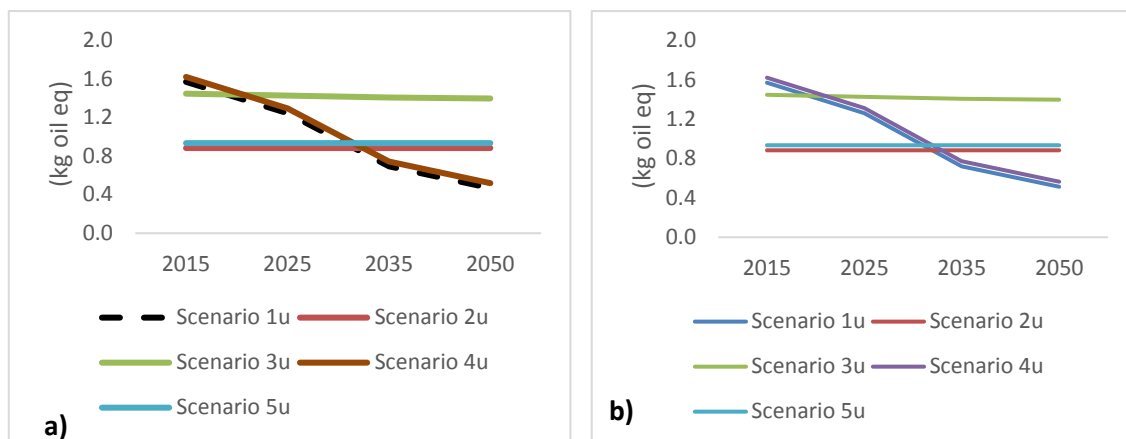 2.0
1.6
1.2
0.8
0.4
0.0
(kg oil eq)
2015 2025 2035 2050
Scenario 1u Scenario 2u
Scenario 3u Scenario 4u
Scenario 5u
a)
2.0
1.6
1.2
0.8
0.4
0.0
(kg oil eq)
2015 2025 2035 2050
Scenario 1u Scenario 2u
Scenario 3u Scenario 4u
Scenario 5u
b)